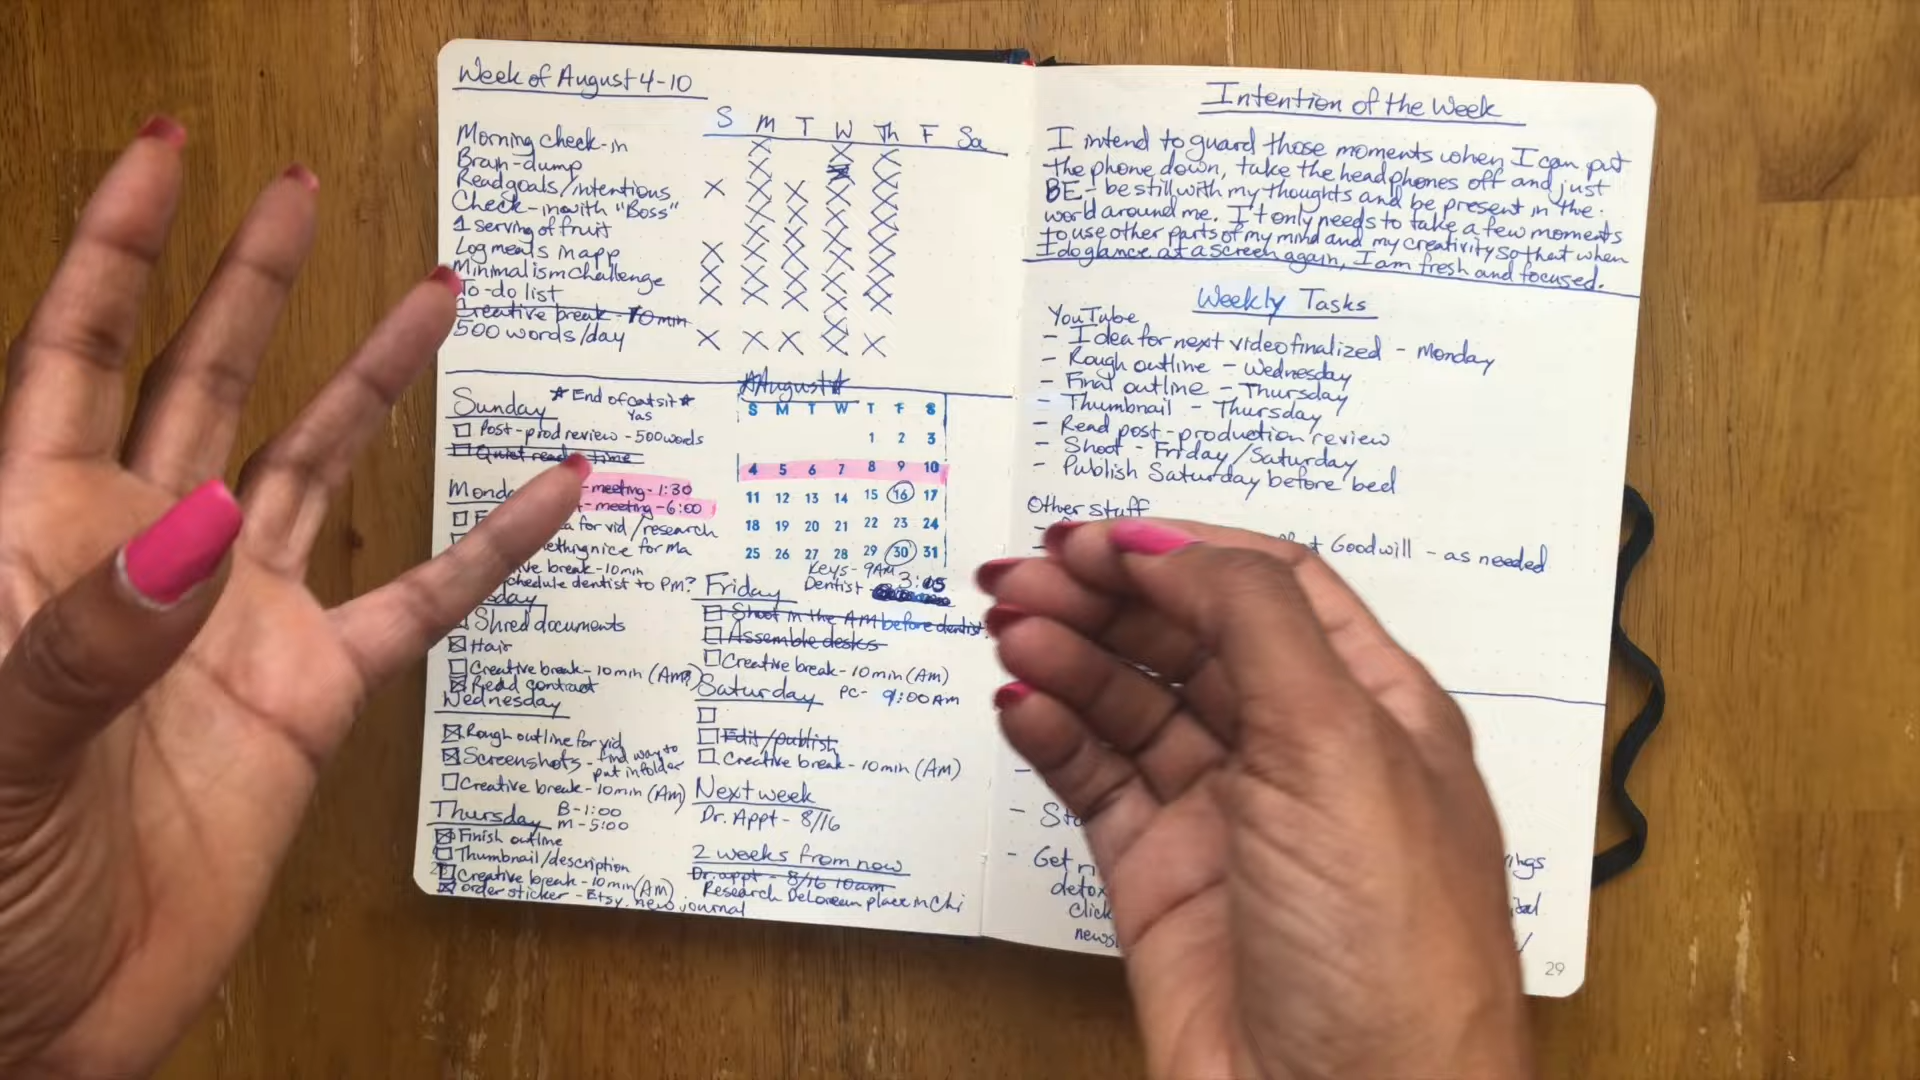 Week of August 4-10
S M T W Th F Sa
Morning check-in
Brain-dump
Read goals/intentions
Check-in with "Boss"
1 serving of fruit
Log meals in app
Minimalism Challenge
To-do list
Creative break - 10 min
500 words/day
Sunday
End of catsit
Yas
Post-prod review - 500 words
Quiet reading time
Mond
- meeting - 1:30
- meeting - 6:00
for vid/research
nice for Ma
break - 10min
schedule dentist to PM?
Shred documents
Hair
Creative break - 10 min (AM?)
Read contract
Wednesday
Rough outline for vid
Screenshots - find way to
put in folder
Creative break - 10 min (AM)
Thursday
B - 1:00
M - 5:00
Finish outline
Thumbnail/description
Creative break - 10 min (AM)
order sticker - Etsy. new journal
August
S M T W T F S
1 2 3
4 5 6 7 8 9 10
11 12 13 14 15 16 17
18 19 20 21 22 23 24
25 26 27 28 29 30 31
Friday
Keys - 9AM
Dentist - 3:15
Shoot in the AM before dentist
Assemble desks
Creative break - 10 min (AM)
Saturday
PC - 9:00 AM
Edit/publish
Creative break - 10 min (AM)
Next week
Dr. Appt - 8/16
2 weeks from now
Dr. appt - 8/16 10am
Research DeLorean place in Chi
Intention of the Week
I intend to guard those moments when I can put
the phone down, take the headphones off and just
BE - be still with my thoughts and be present in the
world around me. It only needs to take a few moments
to use other parts of my mind and my creativity so that when
I do glance at a screen again, I am fresh and focused.
Weekly Tasks
YouTube
- Idea for next video finalized - Monday
- Rough outline - Wednesday
- Final outline - Thursday
- Thumbnail - Thursday
- Read post-production review
- Shoot - Friday/Saturday
- Publish Saturday before bed
Other stuff
Goodwill - as needed
- Get
detox
click
29